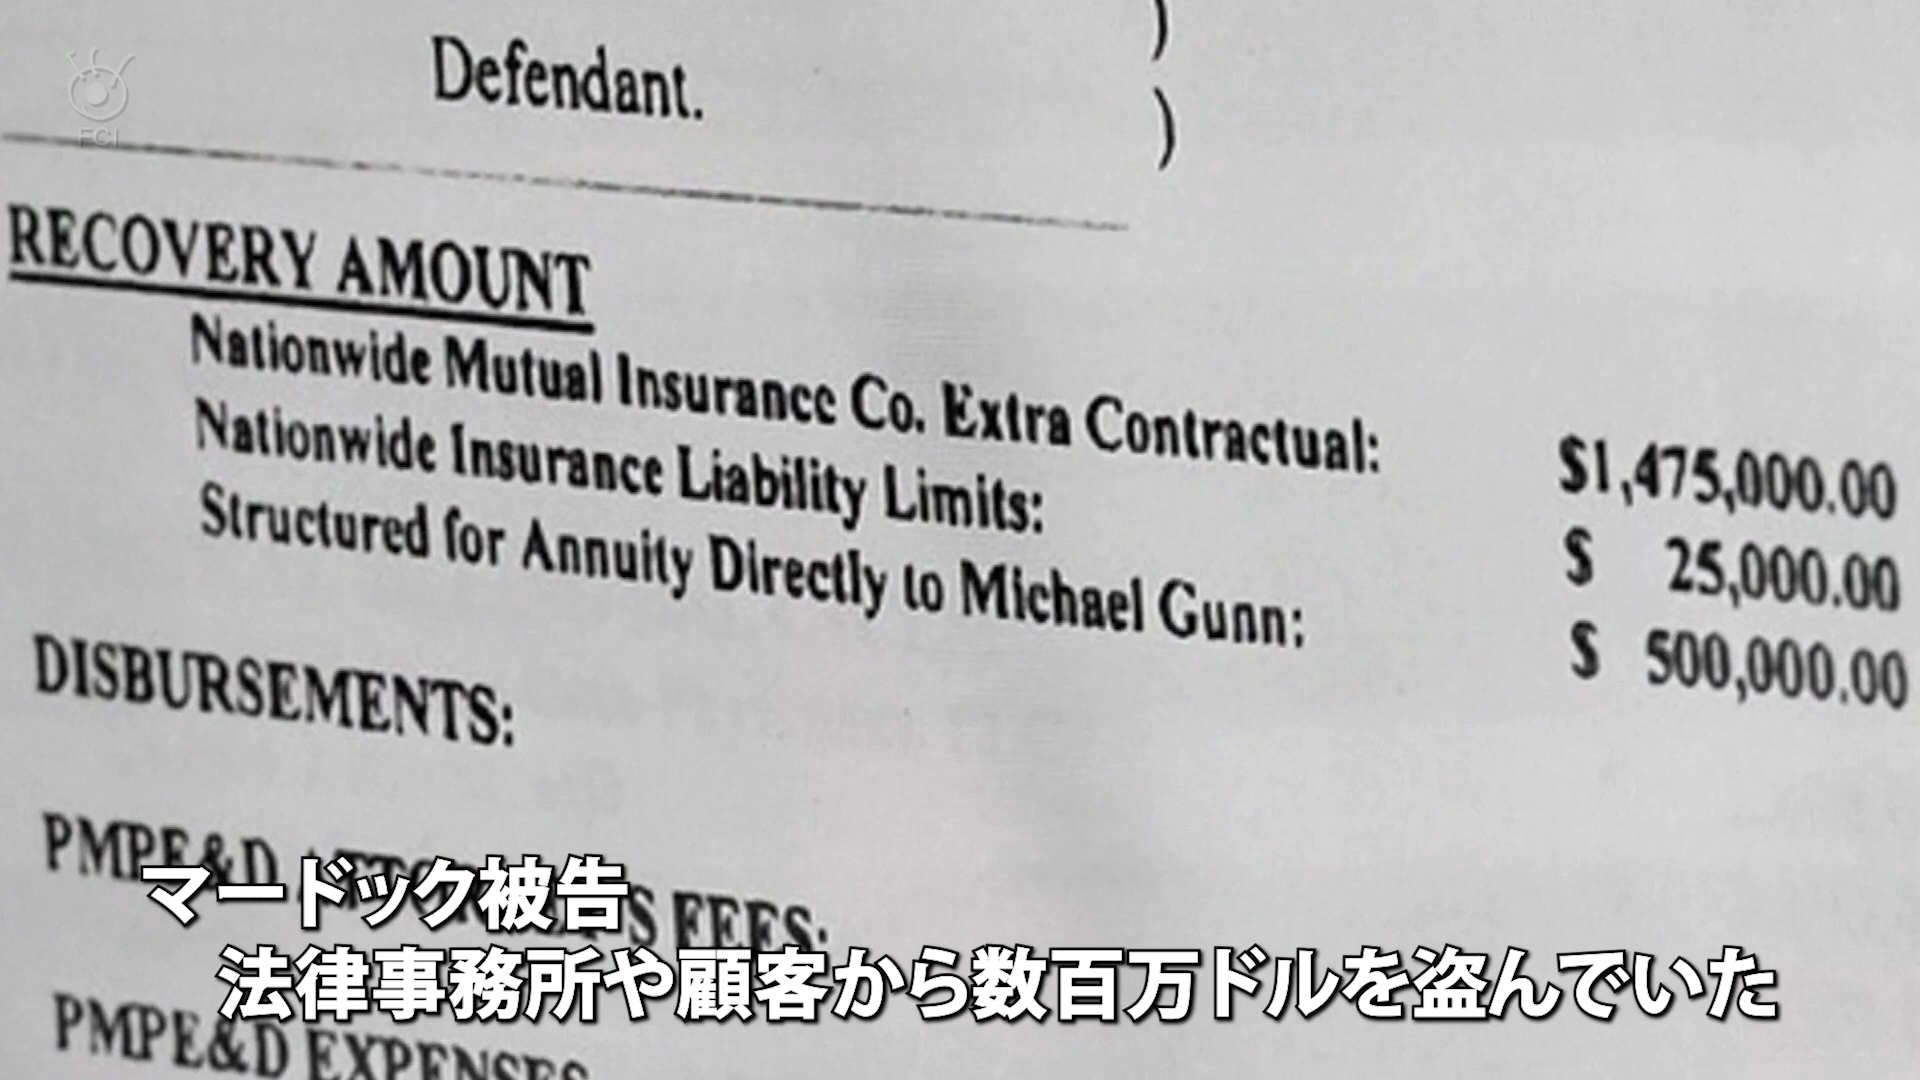 FCI
)
Defendant.
)
RECOVERY AMOUNT
Nationwide Mutual Insurance Co. Extra Contractual: $1,475,000.00
Nationwide Insurance Liability Limits: $ 25,000.00
Structured for Annuity Directly to Michael Gunn: $ 500,000.00
DISBURSEMENTS:
PMPE&D FEES:
マードック被告
法律事務所や顧客から数百万ドルを盗んでいた
PMPE&D EXPENSES